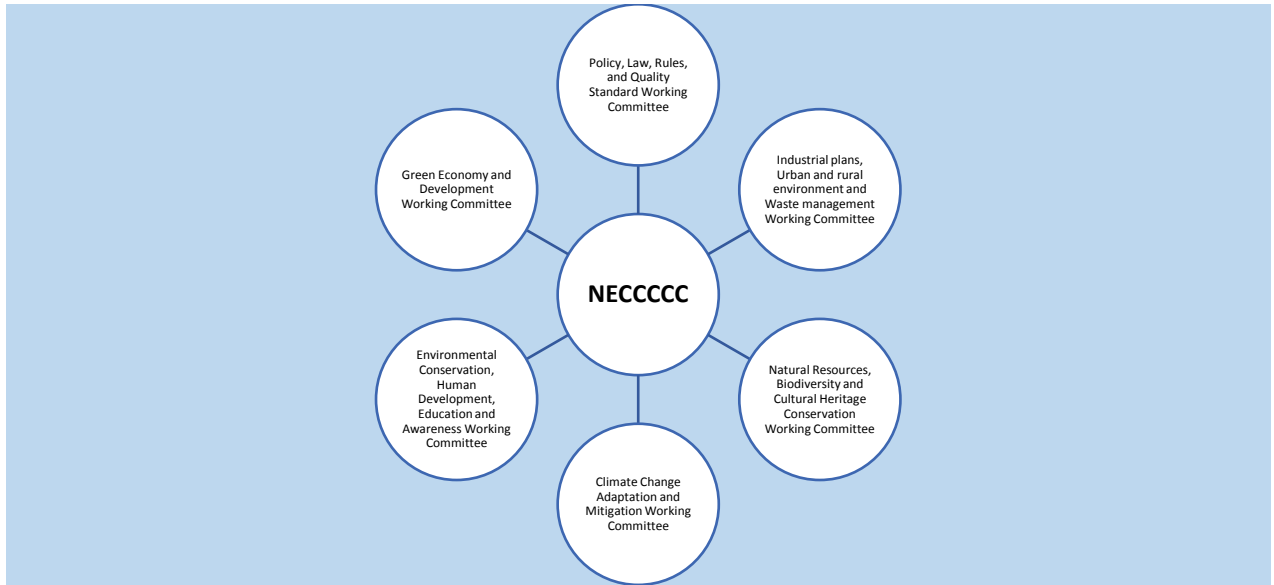 Policy, Law, Rules,
and Quality
Standard Working
Committee
Industrial plans,
Urban and rural
environment and
Waste management
Working Committee
Natural Resources,
Biodiversity and
Cultural Heritage
Conservation
Working Committee
Climate Change
Adaptation and
Mitigation Working
Committee
Environmental
Conservation,
Human
Development,
Education and
Awareness Working
Committee
Green Economy and
Development
Working Committee
NECCCCC